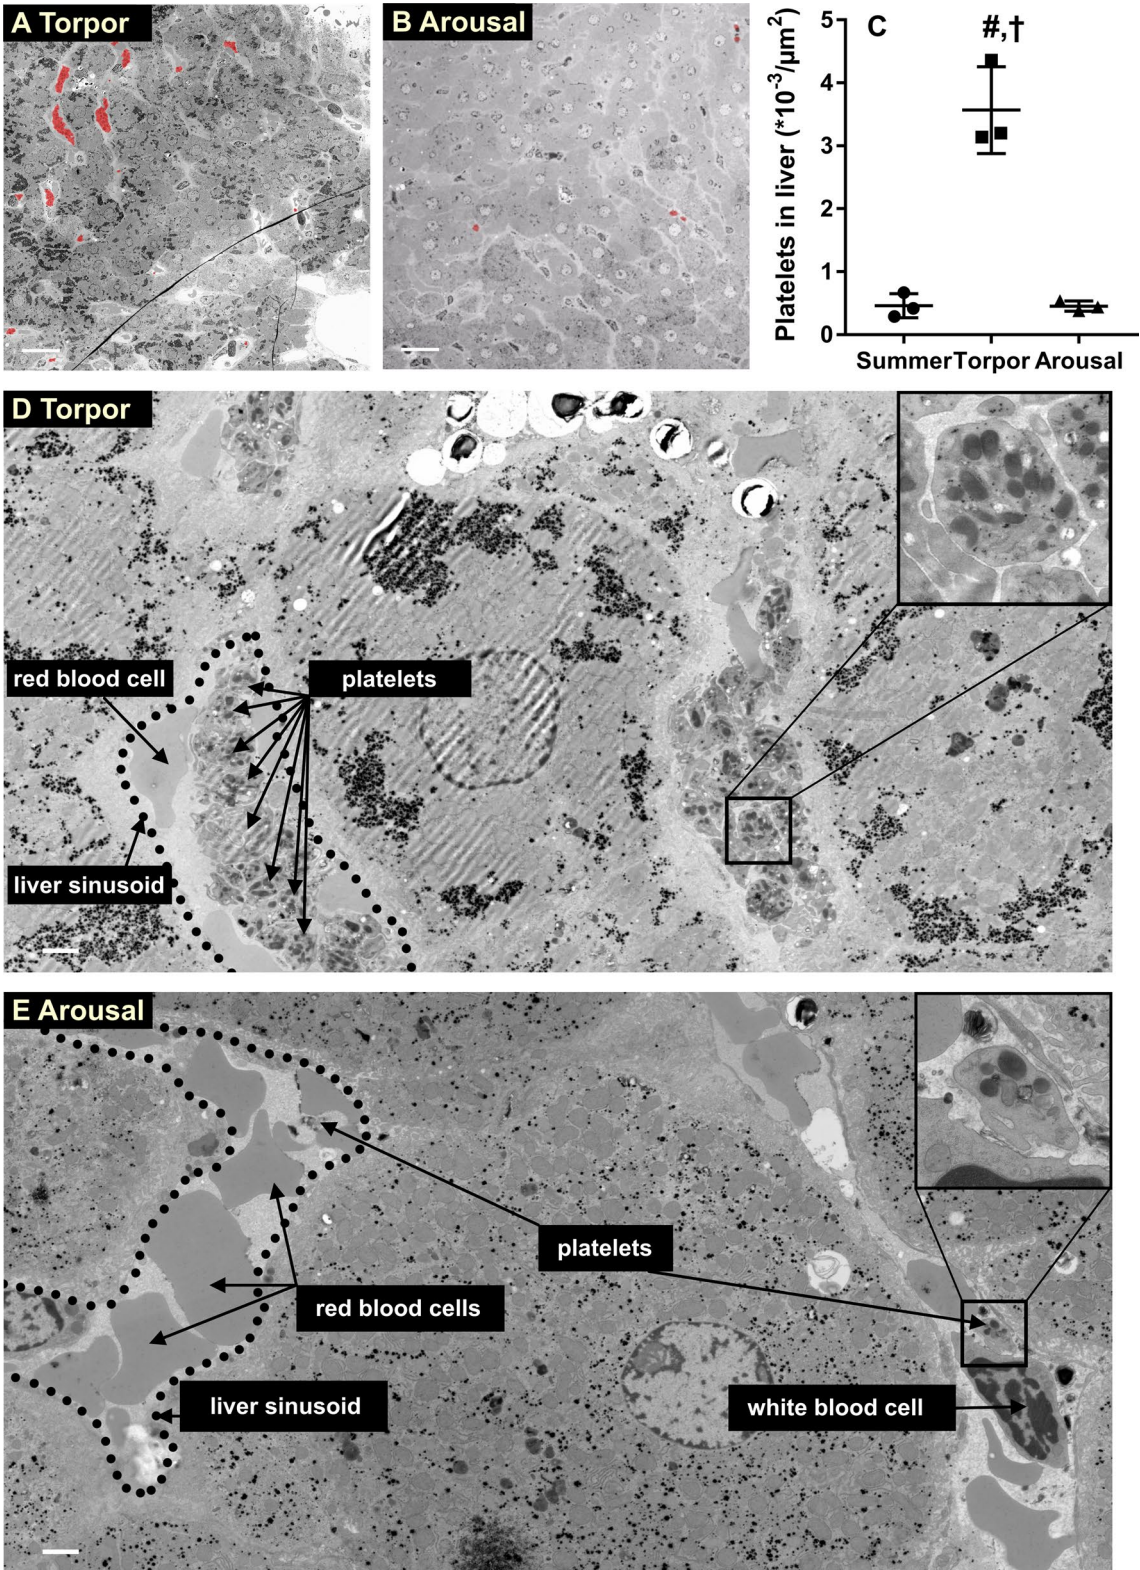 A Torpor
B Arousal
C
#,†
Platelets in liver (*10⁻³/µm²)
5
4
3
2
1
0
Summer Torpor Arousal
D Torpor
red blood cell
platelets
liver sinusoid
E Arousal
platelets
red blood cells
liver sinusoid
white blood cell